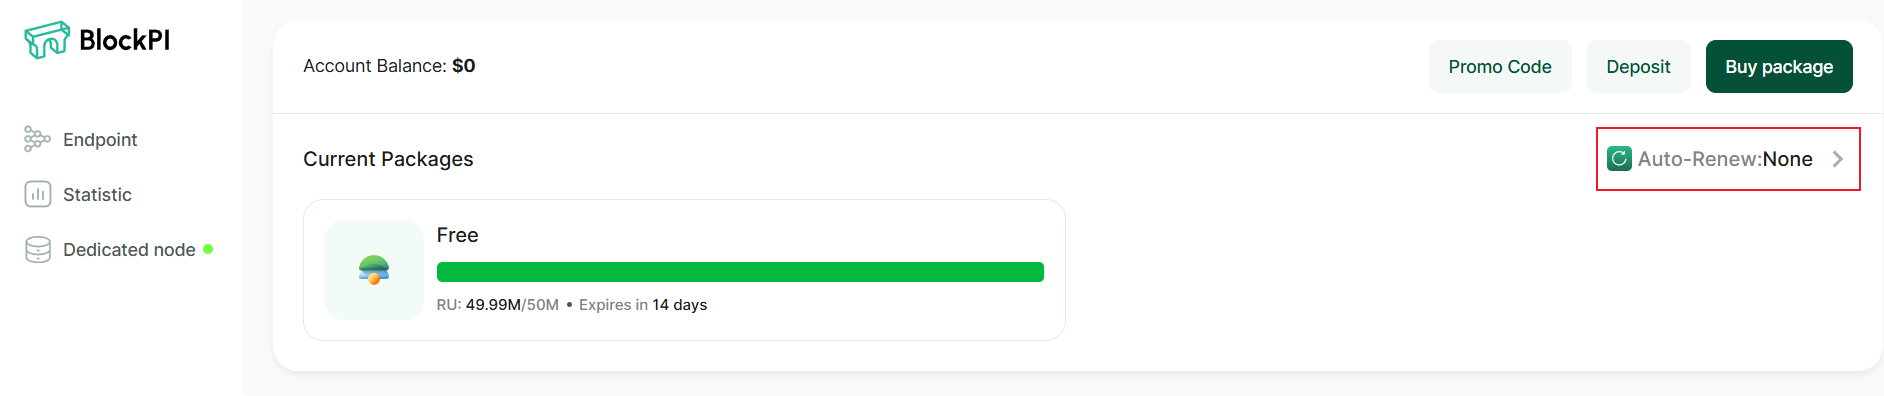 BlockPI
Endpoint
Statistic
Dedicated node
Account Balance: $0
Promo Code
Deposit
Buy package
Current Packages
Auto-Renew:None
Free
RU: 49.99M/50M • Expires in 14 days